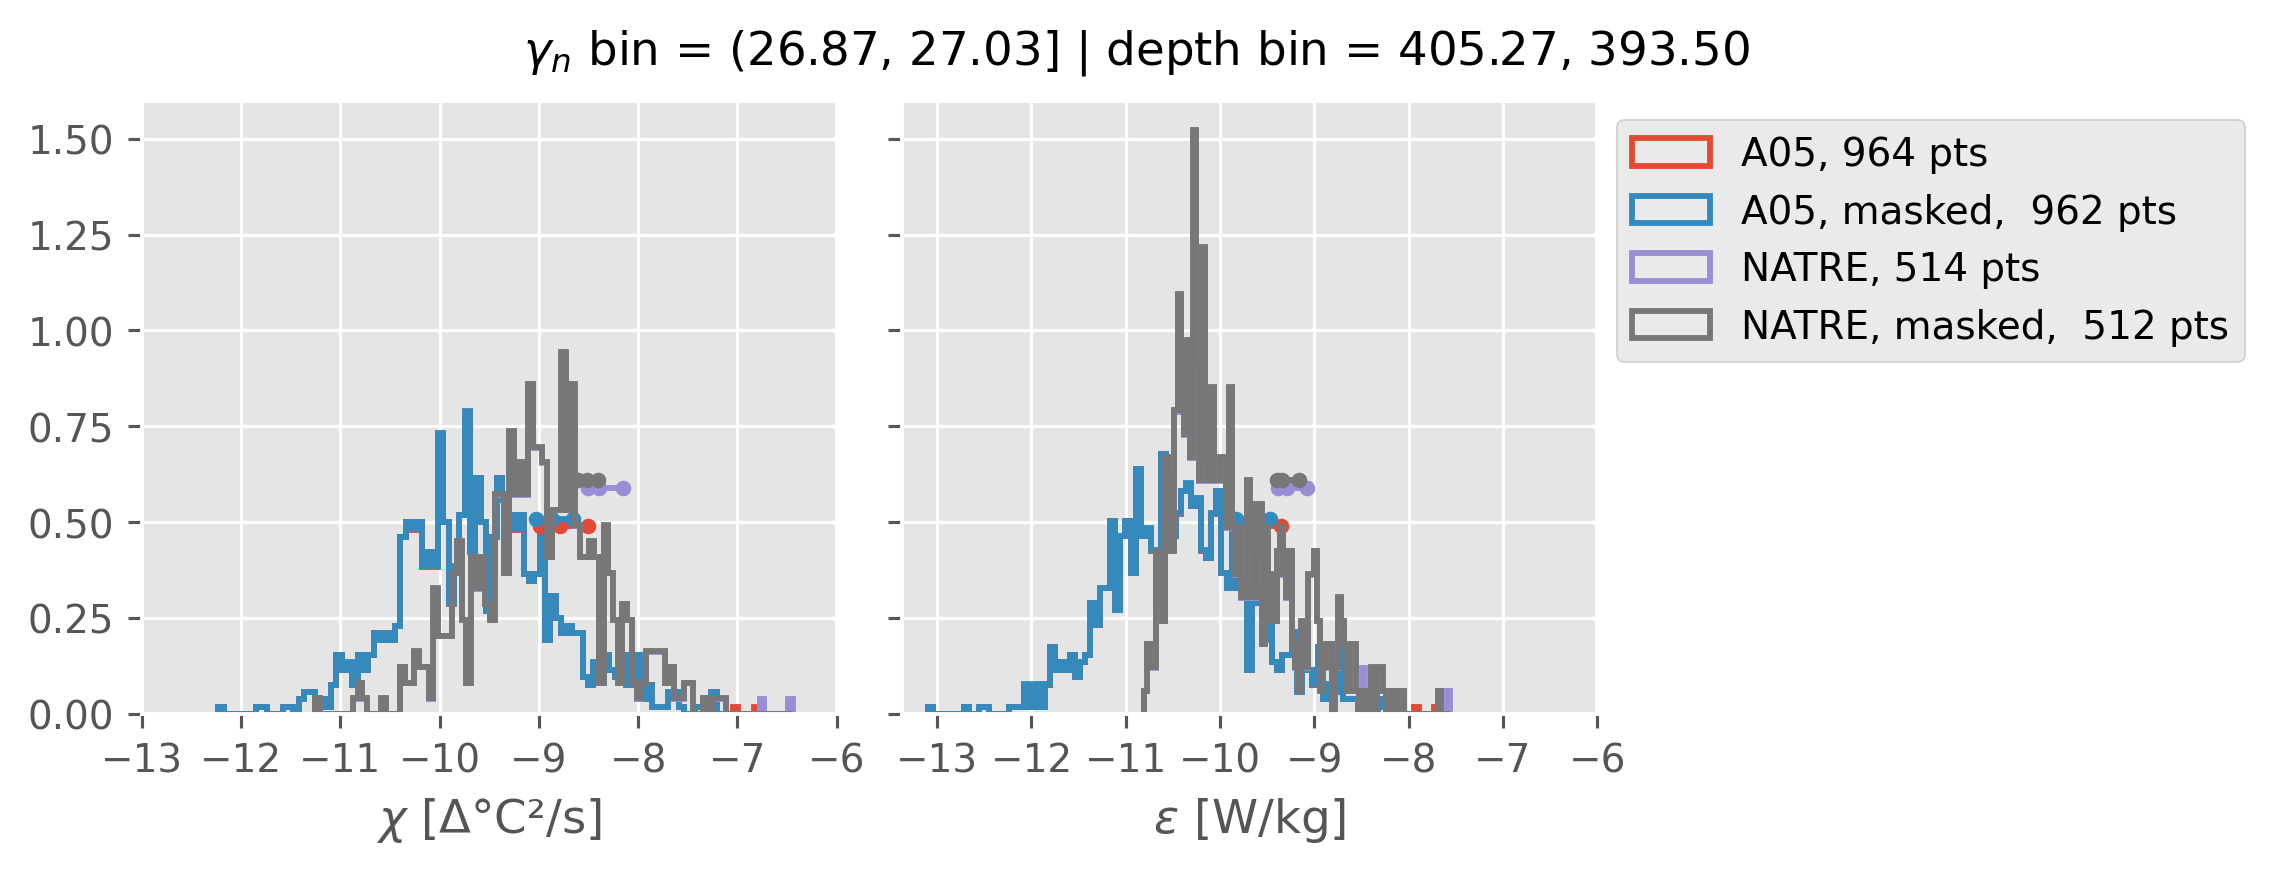 γn bin = (26.87, 27.03] | depth bin = 405.27, 393.50
1.50
1.25
1.00
0.75
0.50
0.25
0.00
−13 −12 −11 −10 −9 −8 −7 −6
χ [Δ°C²/s]
−13 −12 −11 −10 −9 −8 −7 −6
ε [W/kg]
A05, 964 pts
A05, masked,  962 pts
NATRE, 514 pts
NATRE, masked,  512 pts